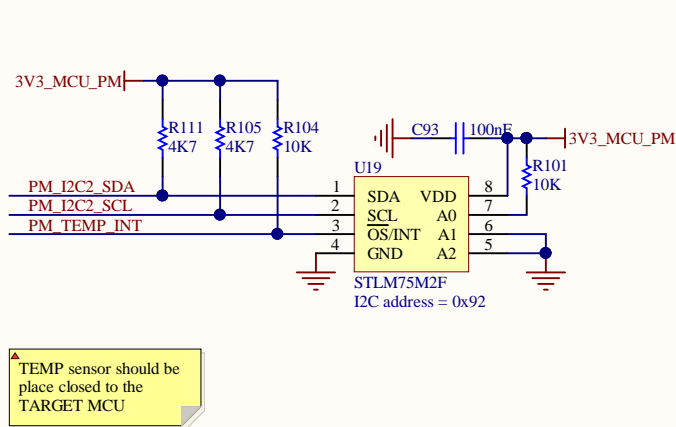 3V3_MCU_PM
R111
4K7
R105
4K7
R104
10K
C93
100nF
3V3_MCU_PM
R101
10K
U19
PM_I2C2_SDA
PM_I2C2_SCL
PM_TEMP_INT
1
2
3
4
SDA
SCL
OS/INT
GND
VDD
A0
A1
A2
8
7
6
5
STLM75M2F
I2C address = 0x92
TEMP sensor should be
place closed to the
TARGET MCU